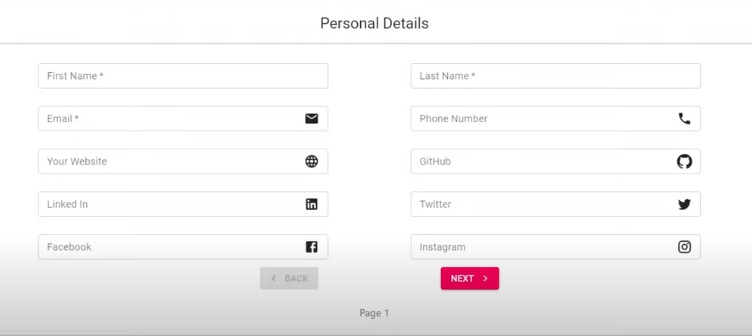 Personal Details
First Name *
Last Name *
Email *
Phone Number
Your Website
GitHub
Linked In
Twitter
Facebook
Instagram
BACK
NEXT
Page 1